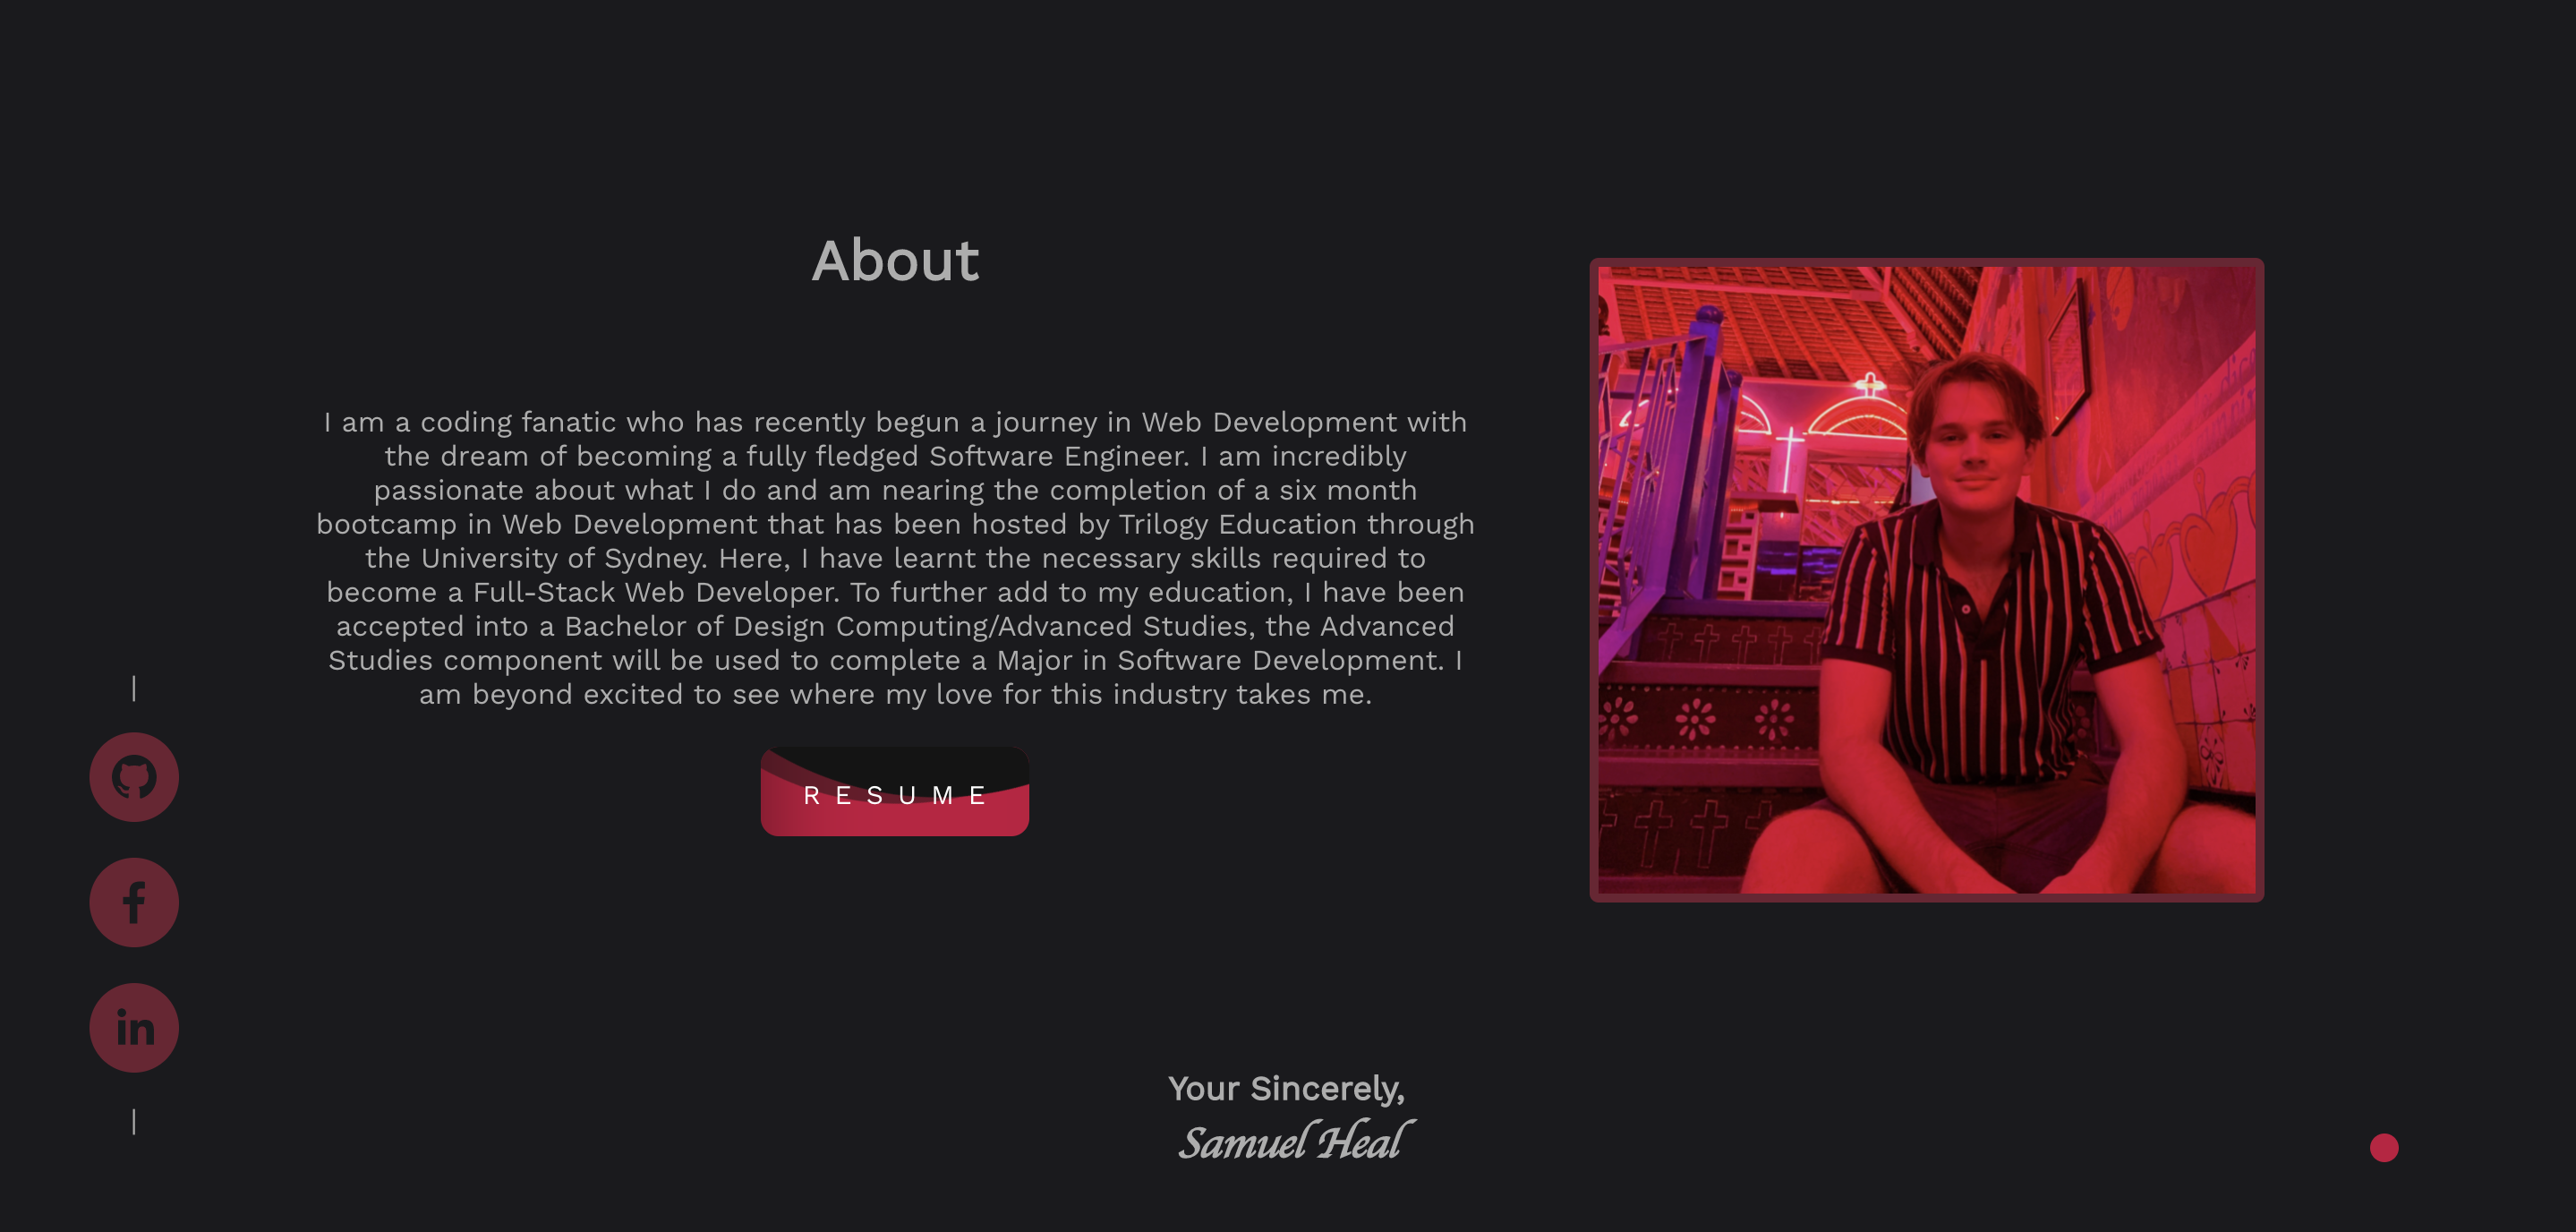 About
I am a coding fanatic who has recently begun a journey in Web Development with
the dream of becoming a fully fledged Software Engineer. I am incredibly
passionate about what I do and am nearing the completion of a six month
bootcamp in Web Development that has been hosted by Trilogy Education through
the University of Sydney. Here, I have learnt the necessary skills required to
become a Full-Stack Web Developer. To further add to my education, I have been
accepted into a Bachelor of Design Computing/Advanced Studies, the Advanced
Studies component will be used to complete a Major in Software Development. I
am beyond excited to see where my love for this industry takes me.
RESUME
f
in
Your Sincerely,
Samuel Heal